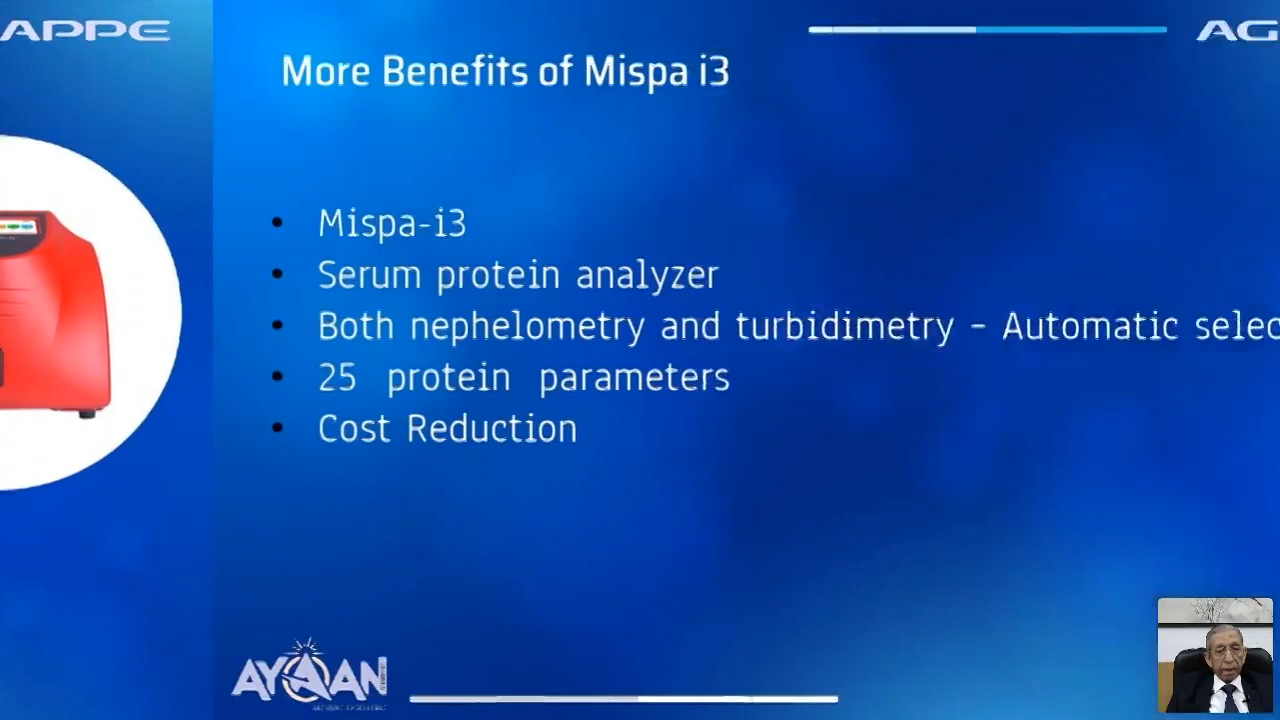 APPE
AG
More Benefits of Mispa i3
• Mispa-i3
• Serum protein analyzer
• Both nephelometry and turbidimetry – Automatic selec
• 25 protein parameters
• Cost Reduction
AYAAN